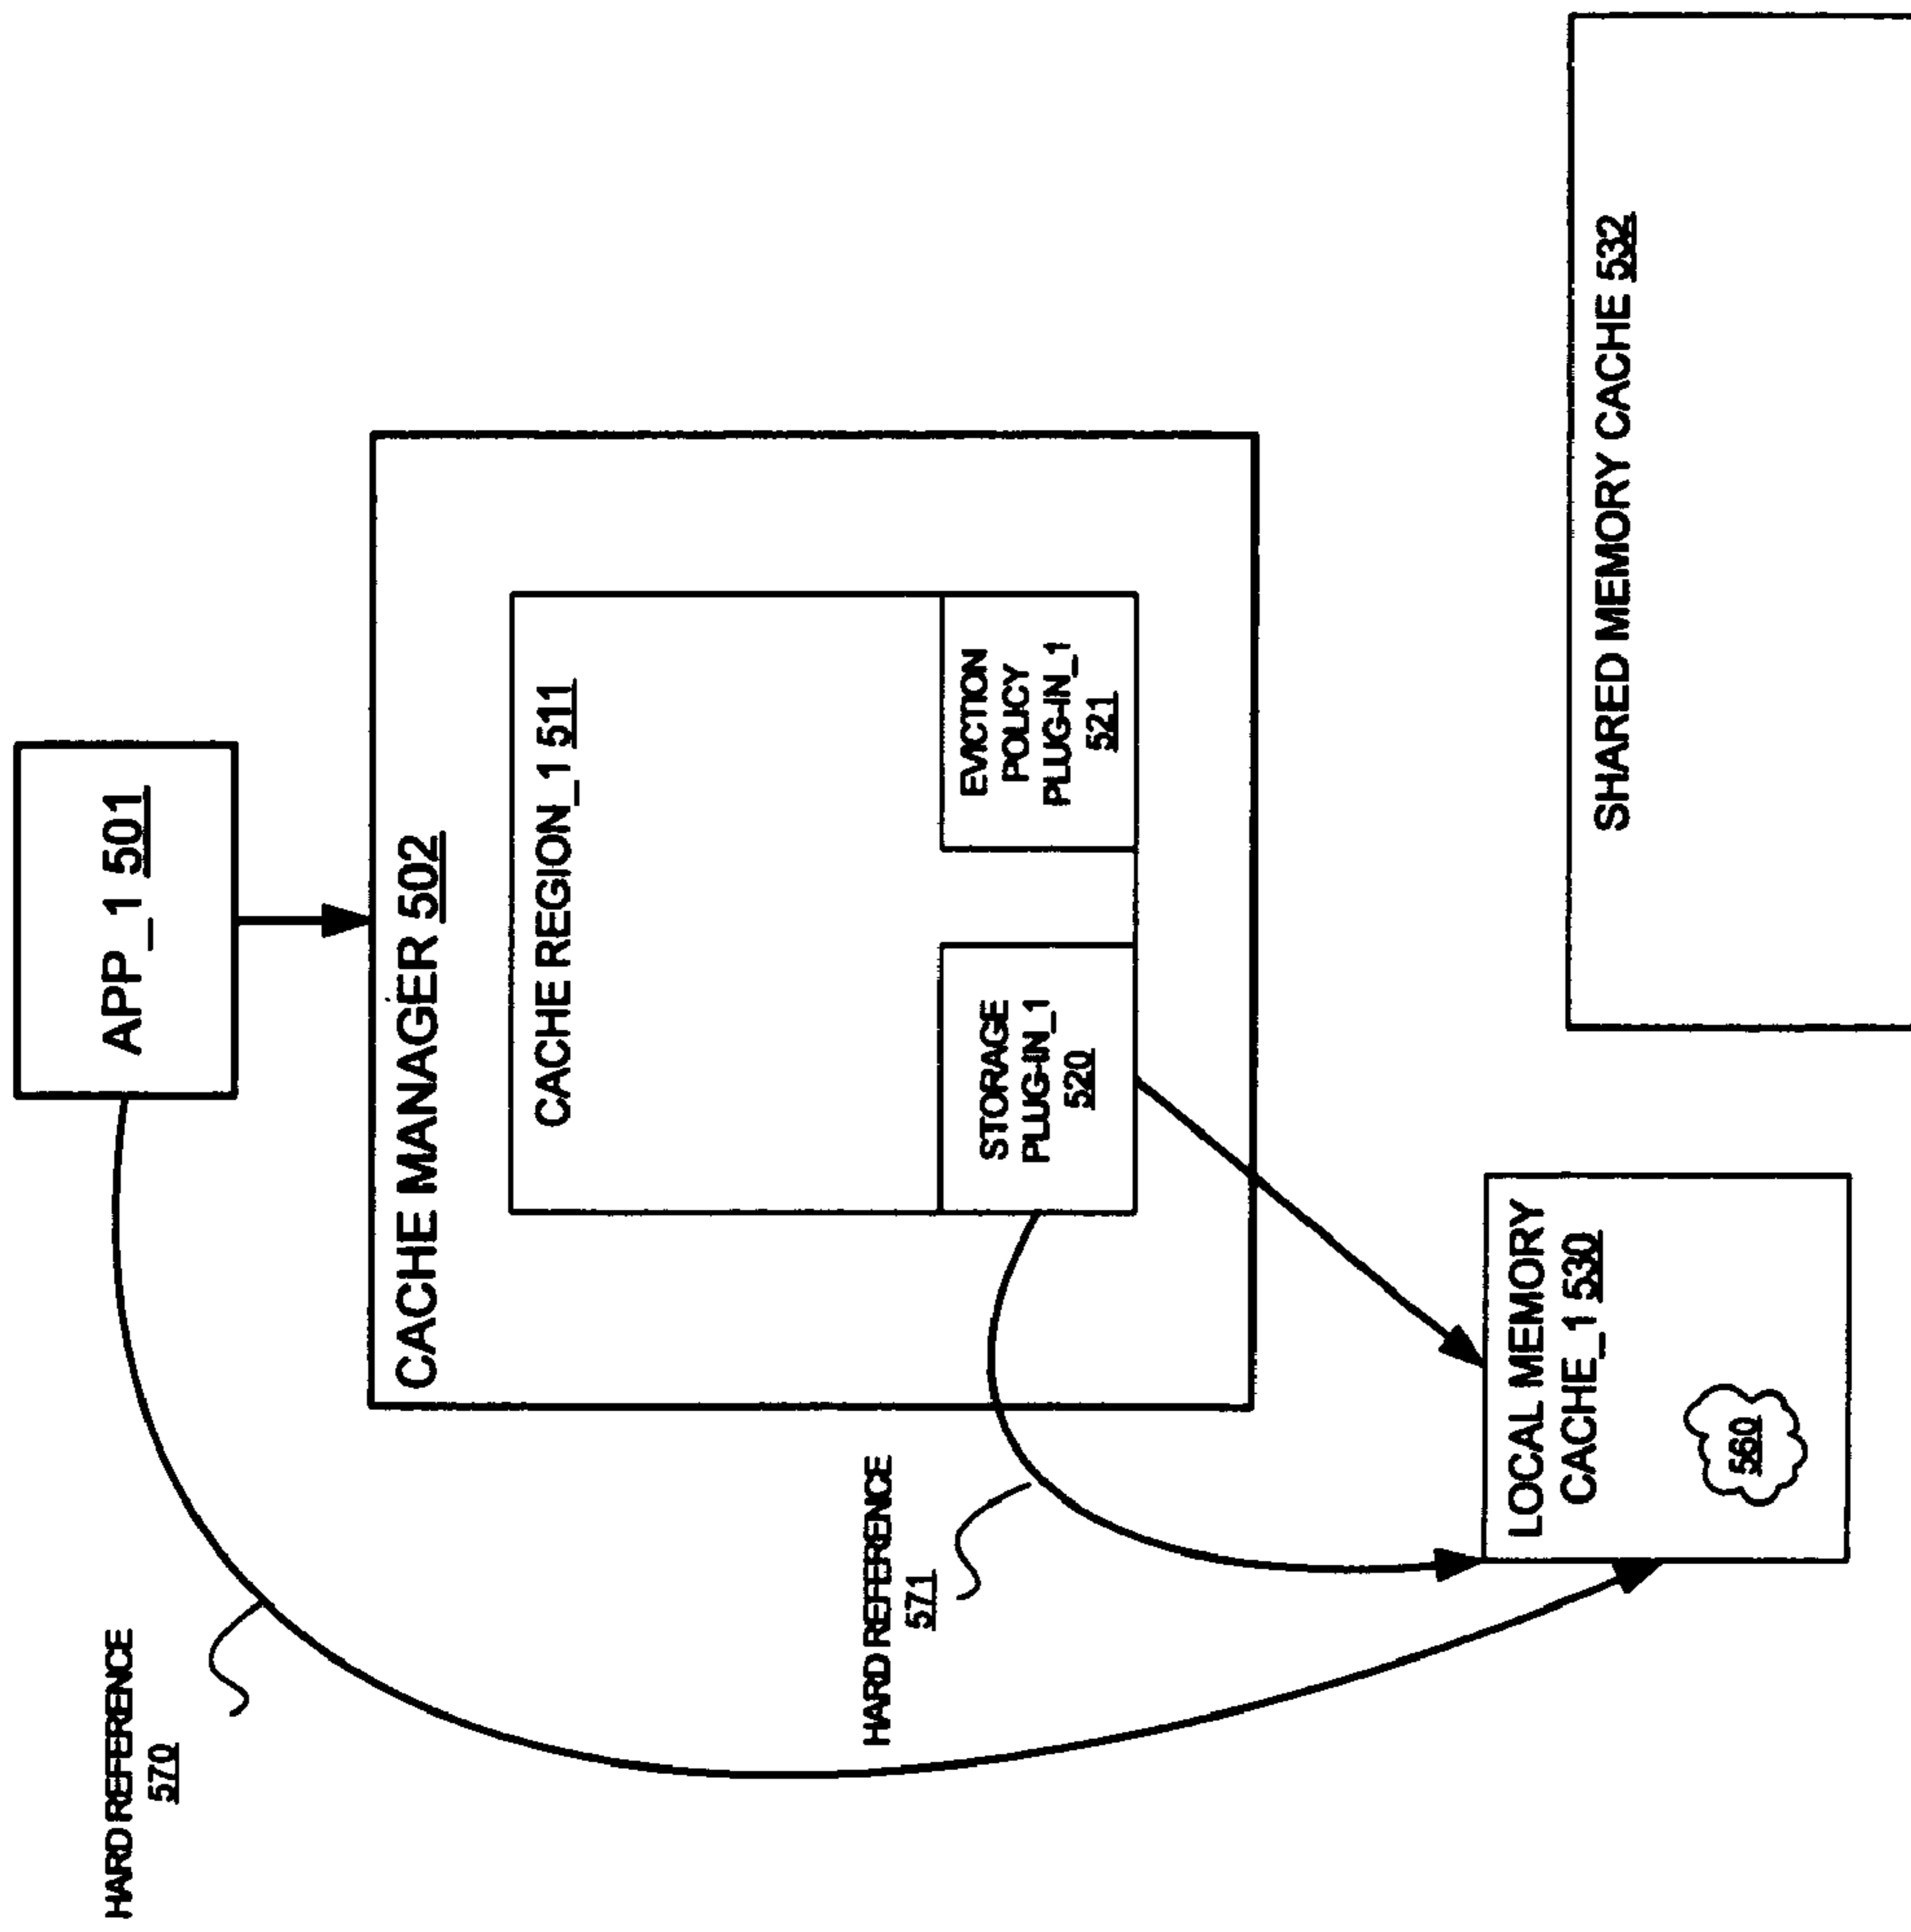 HARD REFERENCE
570
APP_1 501
CACHE MANAGER 502
CACHE REGION_1 511
HARD REFERENCE
571
STORAGE
PLUG-IN_1
520
EVICTION
POLICY
PLUG-IN_1
521
LOCAL MEMORY
CACHE_1 530
560
SHARED MEMORY CACHE 532